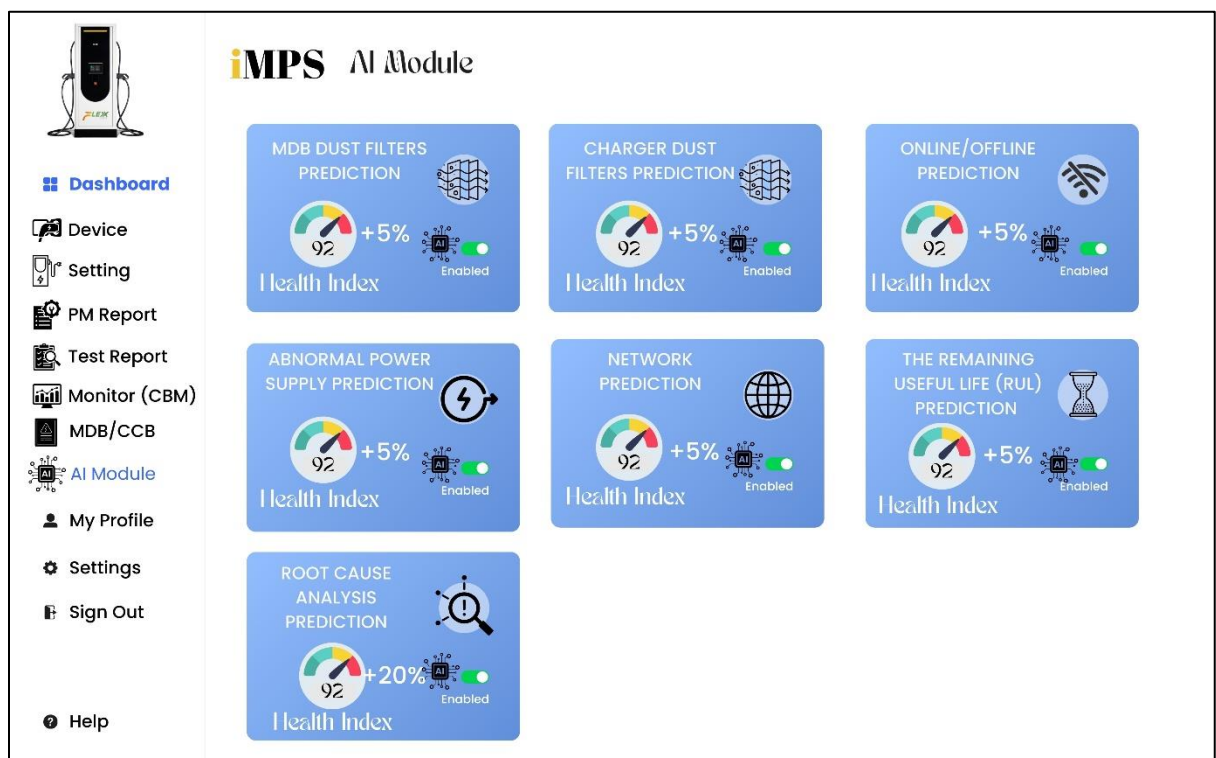 FLEXX
iMPS AI Module
Dashboard
Device
Setting
PM Report
Test Report
Monitor (CBM)
MDB/CCB
AI
AI Module
My Profile
Settings
Sign Out
Help
MDB DUST FILTERS
PREDICTION
92
+5%
AI
Enabled
Health Index
CHARGER DUST
FILTERS PREDICTION
92
+5%
AI
Enabled
Health Index
ONLINE/OFFLINE
PREDICTION
92
+5%
AI
Enabled
Health Index
ABNORMAL POWER
SUPPLY PREDICTION
92
+5%
AI
Enabled
Health Index
NETWORK
PREDICTION
92
+5%
AI
Enabled
Health Index
THE REMAINING
USEFUL LIFE (RUL)
PREDICTION
92
+5%
AI
Enabled
Health Index
ROOT CAUSE
ANALYSIS
PREDICTION
92
+20%
AI
Enabled
Health Index